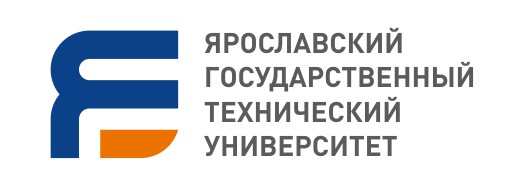 ЯРОСЛАВСКИЙ
ГОСУДАРСТВЕННЫЙ
ТЕХНИЧЕСКИЙ
УНИВЕРСИТЕТ